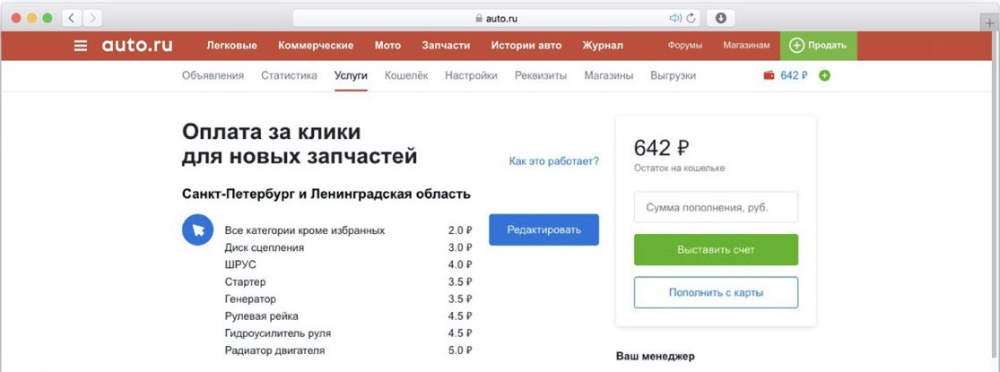 auto.ru
auto.ru Легковые Коммерческие Мото Запчасти Истории авто Журнал Форумы Магазинам Продать
Объявления Статистика Услуги Кошелёк Настройки Реквизиты Магазины Выгрузки 642 ₽
Оплата за клики
для новых запчастей
Как это работает?
Санкт-Петербург и Ленинградская область
Все категории кроме избранных 2.0 ₽
Диск сцепления 3.0 ₽
ШРУС 4.0 ₽
Стартер 3.5 ₽
Генератор 3.5 ₽
Рулевая рейка 4.5 ₽
Гидроусилитель руля 4.5 ₽
Радиатор двигателя 5.0 ₽
Редактировать
642 ₽
Остаток на кошельке
Сумма пополнения, руб.
Выставить счет
Пополнить с карты
Ваш менеджер